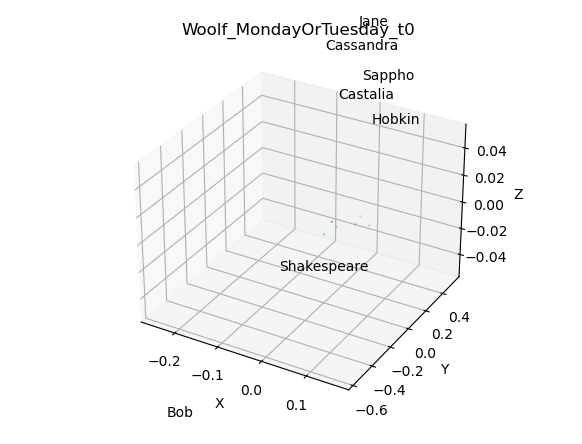 Jane
Woolf_MondayOrTuesday_t0
Cassandra
Sappho
Castalia
Hobkin
0.04
0.02
Z
0.00
−0.02
−0.04
Shakespeare
0.4
0.2
0.0
Y
−0.2
−0.4
−0.6
−0.2
−0.1
0.0
0.1
X
Bob